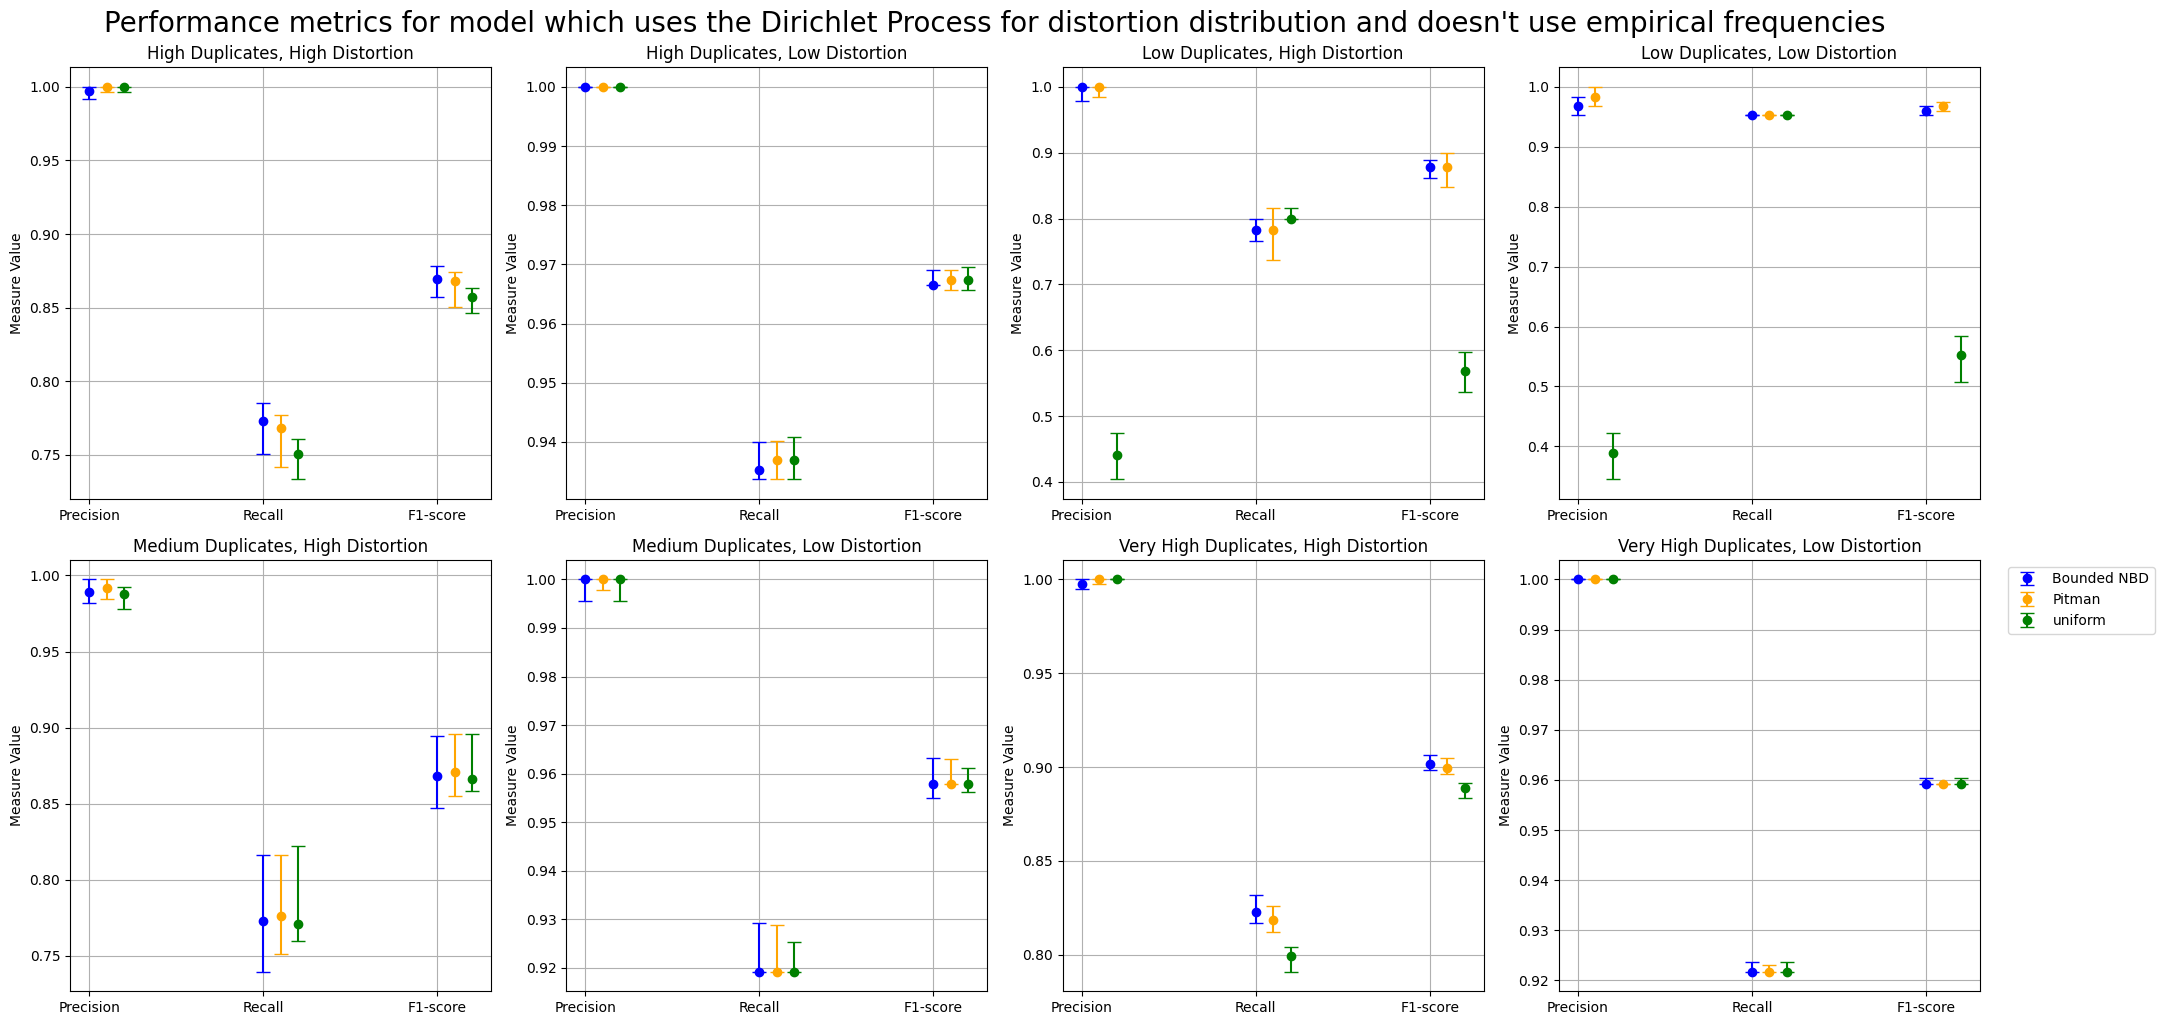 Performance metrics for model which uses the Dirichlet Process for distortion distribution and doesn't use empirical frequencies
High Duplicates, High Distortion
1.00
0.95
0.90
0.85
0.80
0.75
Measure Value
Precision
Recall
F1-score
High Duplicates, Low Distortion
1.00
0.99
0.98
0.97
0.96
0.95
0.94
Measure Value
Precision
Recall
F1-score
Low Duplicates, High Distortion
1.0
0.9
0.8
0.7
0.6
0.5
0.4
Measure Value
Precision
Recall
F1-score
Low Duplicates, Low Distortion
1.0
0.9
0.8
0.7
0.6
0.5
0.4
Measure Value
Precision
Recall
F1-score
Medium Duplicates, High Distortion
1.00
0.95
0.90
0.85
0.80
0.75
Measure Value
Precision
Recall
F1-score
Medium Duplicates, Low Distortion
1.00
0.99
0.98
0.97
0.96
0.95
0.94
0.93
0.92
Measure Value
Precision
Recall
F1-score
Very High Duplicates, High Distortion
1.00
0.95
0.90
0.85
0.80
Measure Value
Precision
Recall
F1-score
Very High Duplicates, Low Distortion
1.00
0.99
0.98
0.97
0.96
0.95
0.94
0.93
0.92
Measure Value
Precision
Recall
F1-score
Bounded NBD
Pitman
uniform